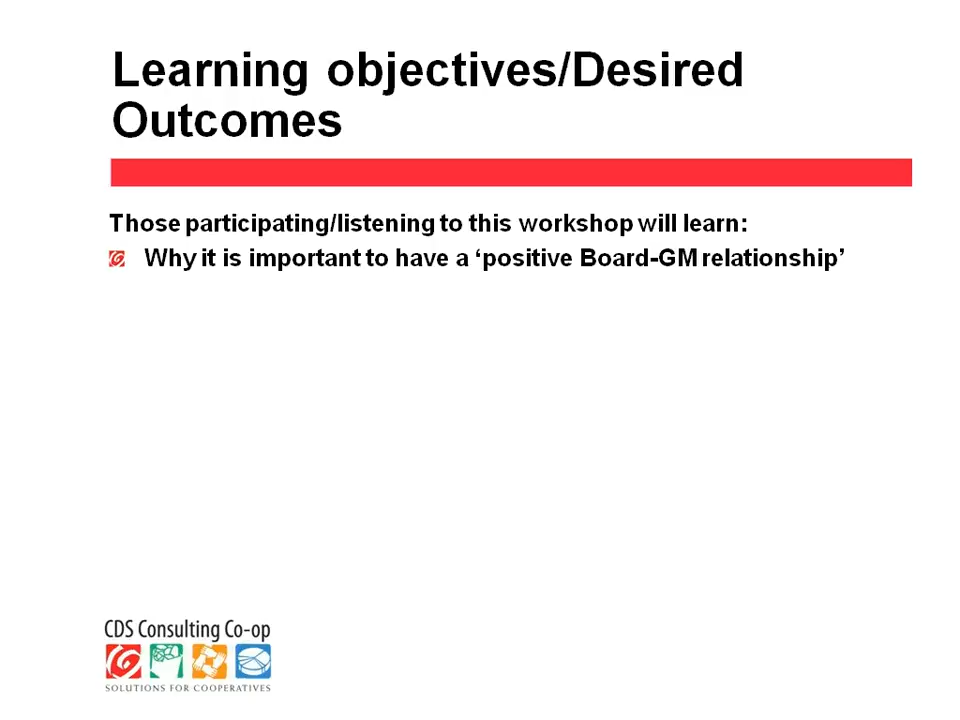 Learning objectives/Desired
Outcomes
Those participating/listening to this workshop will learn:
Why it is important to have a ‘positive Board-GM relationship’
CDS Consulting Co-op
SOLUTIONS FOR COOPERATIVES